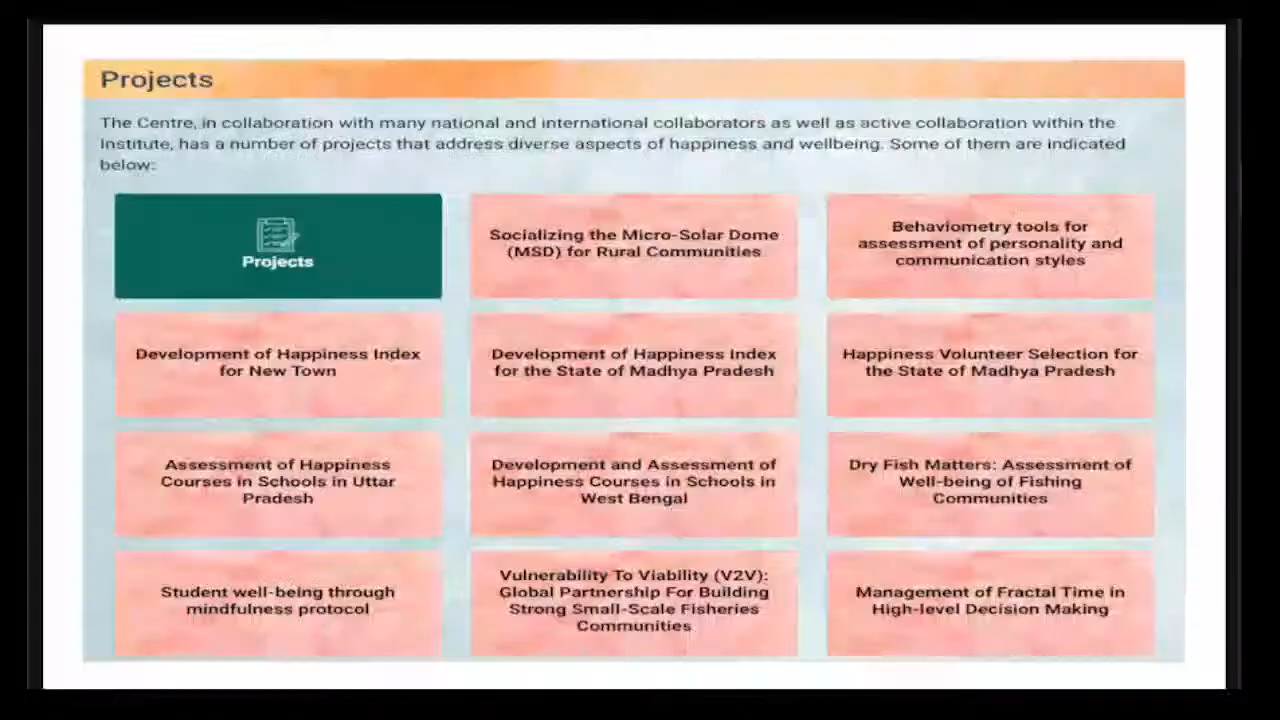 Projects
The Centre, in collaboration with many national and international collaborators as well as active collaboration within the
Institute, has a number of projects that address diverse aspects of happiness and wellbeing. Some of them are indicated
below:
Projects
Socializing the Micro-Solar Dome
(MSD) for Rural Communities
Behaviometry tools for
assessment of personality and
communication styles
Development of Happiness Index
for New Town
Development of Happiness Index
for the State of Madhya Pradesh
Happiness Volunteer Selection for
the State of Madhya Pradesh
Assessment of Happiness
Courses in Schools in Uttar
Pradesh
Development and Assessment of
Happiness Courses in Schools in
West Bengal
Dry Fish Matters: Assessment of
Well-being of Fishing
Communities
Student well-being through
mindfulness protocol
Vulnerability To Viability (V2V):
Global Partnership For Building
Strong Small-Scale Fisheries
Communities
Management of Fractal Time in
High-level Decision Making